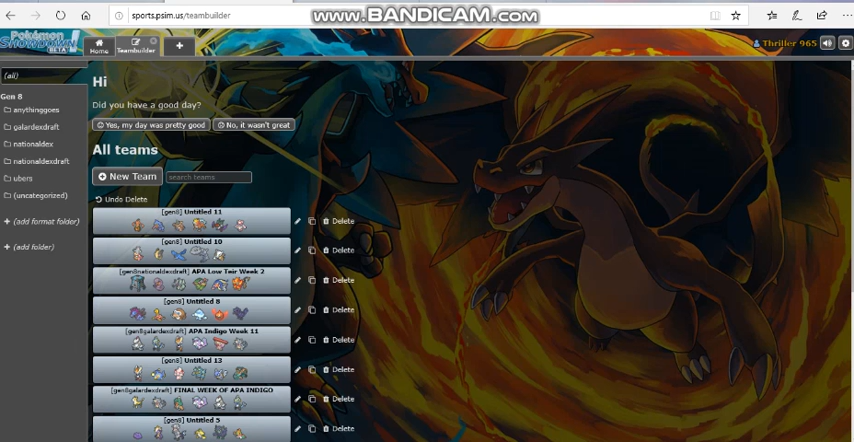 sports.psim.us/teambuilder
WWW.BANDICAM.COM
Pokémon
SHOWDOWN!
BETA
Home
Teambuilder
Thriller 965
(all)
Gen 8
anythinggoes
galardexdraft
nationaldex
nationaldexdraft
ubers
(uncategorized)
(add format folder)
(add folder)
Hi
Did you have a good day?
Yes, my day was pretty good
No, it wasn't great
All teams
New Team
search teams
Undo Delete
[gen8] Untitled 11
Delete
[gen8] Untitled 10
Delete
[gen8nationaldexdraft] APA Low Teir Week 2
Delete
[gen8] Untitled 8
Delete
[gen8galardexdraft] APA Indigo Week 11
Delete
[gen8] Untitled 13
Delete
[gen8galardexdraft] FINAL WEEK OF APA INDIGO
Delete
[gen8] Untitled 5
Delete